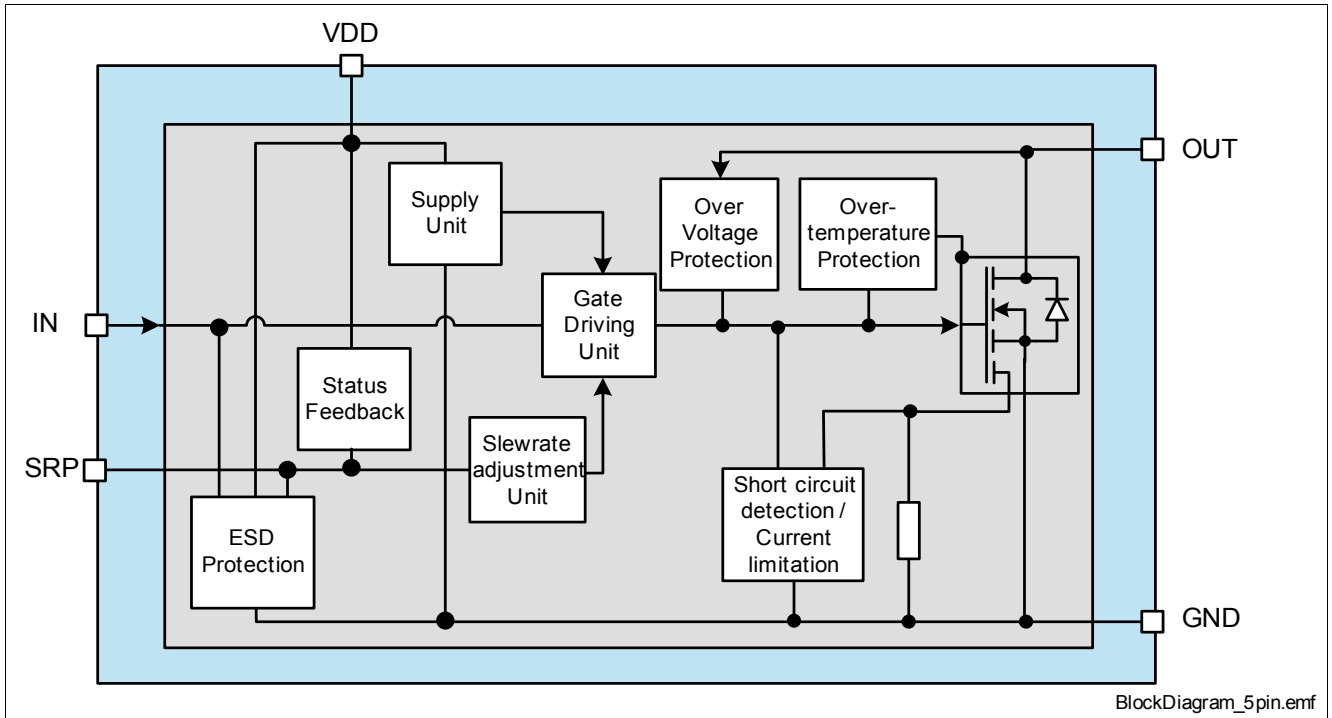 VDD
OUT
Supply
Unit
Over
Voltage
Protection
Over-
temperature
Protection
IN
Gate
Driving
Unit
Status
Feedback
SRP
Slewrate
adjustment
Unit
Short circuit
detection /
Current
limitation
ESD
Protection
GND
BlockDiagram_5pin.emf